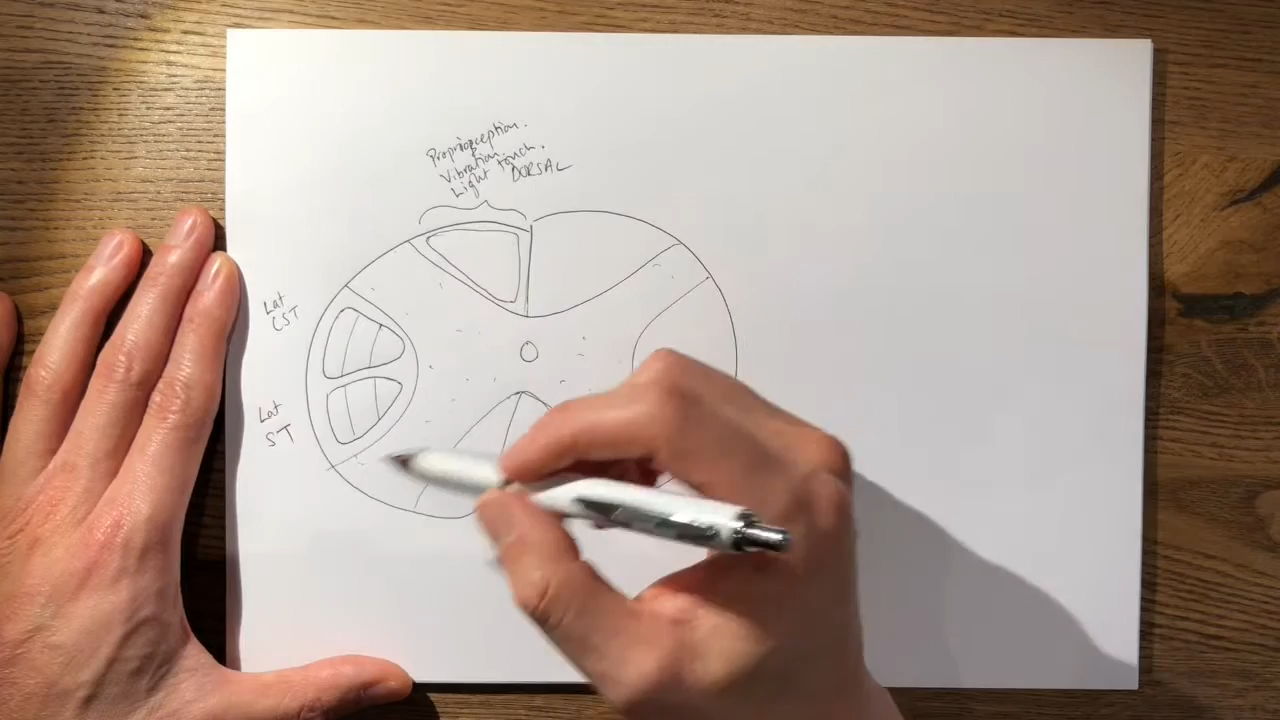 Proprioception.
Vibration.
Light touch.
DORSAL
Lat
CST
Lat
ST